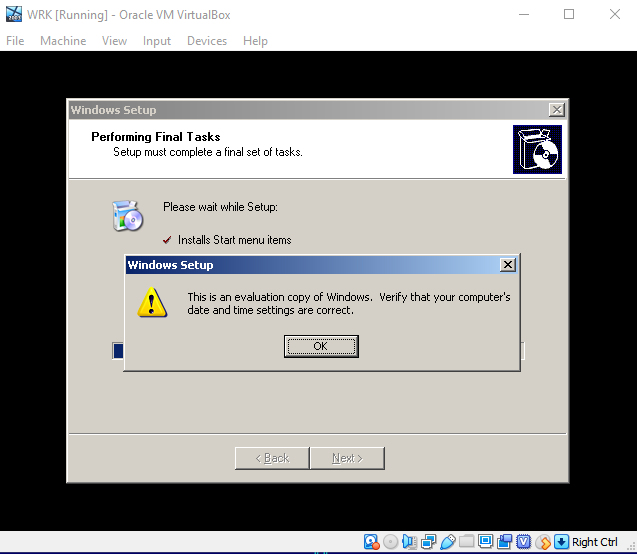 WRK [Running] - Oracle VM VirtualBox
File Machine View Input Devices Help
Windows Setup
Performing Final Tasks
Setup must complete a final set of tasks.
Please wait while Setup:
Installs Start menu items
Windows Setup
This is an evaluation copy of Windows. Verify that your computer's
date and time settings are correct.
OK
< Back Next >
Right Ctrl